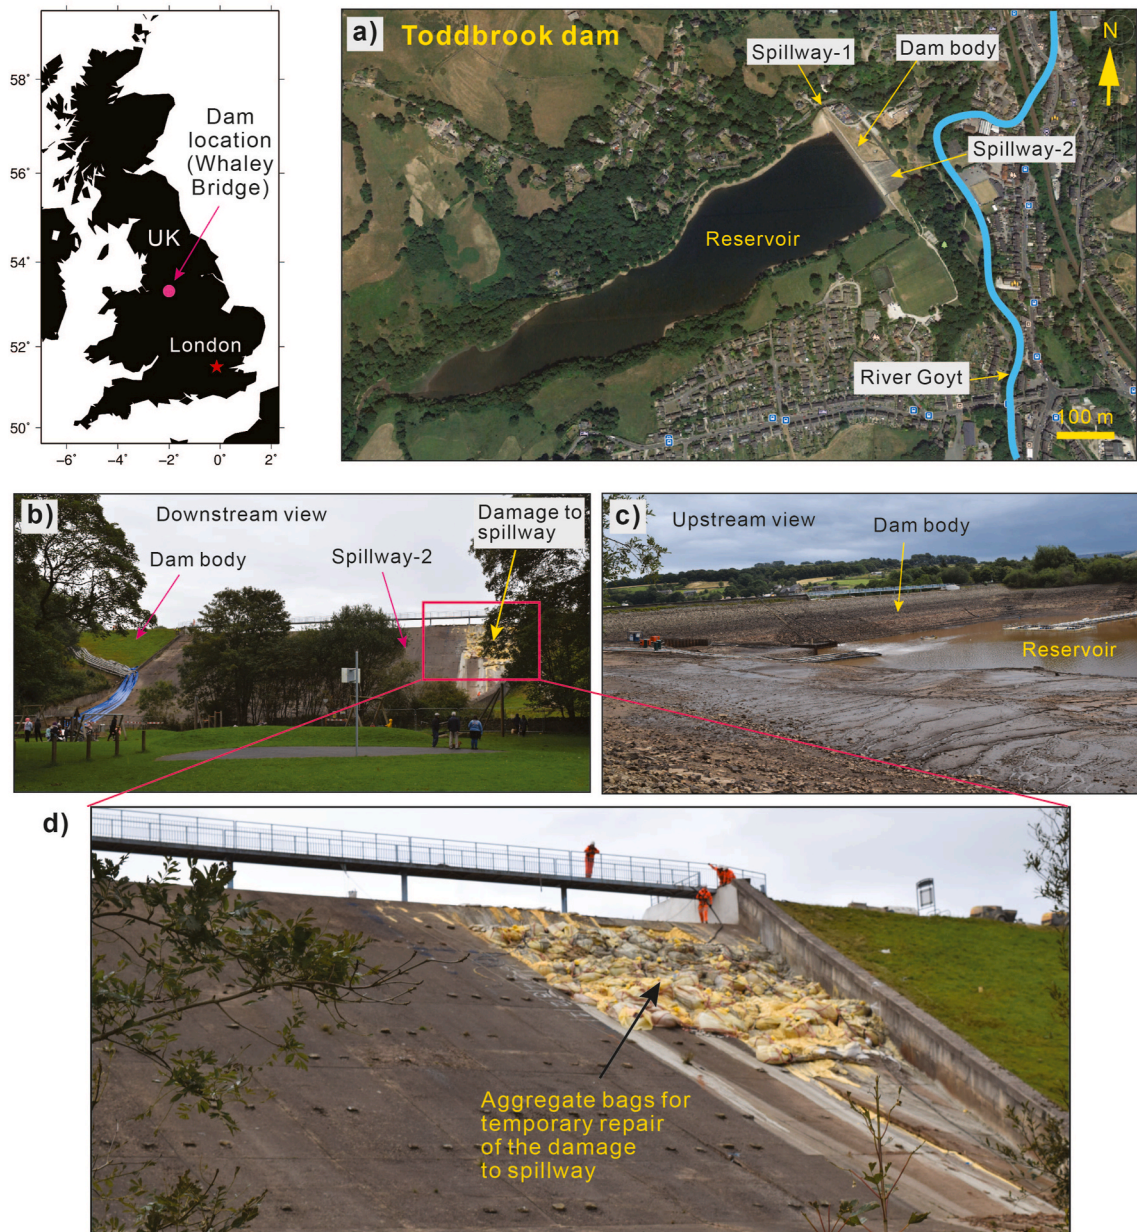 58°
56°
54°
52°
50°
−6°
−4°
−2°
0°
2°
Dam
location
(Whaley
Bridge)
UK
London
a)
Toddbrook dam
Spillway-1
Dam body
N
Spillway-2
Reservoir
River Goyt
100 m
b)
Downstream view
Damage to
spillway
Dam body
Spillway-2
c)
Upstream view
Dam body
Reservoir
d)
Aggregate bags for
temporary repair
of the damage
to spillway